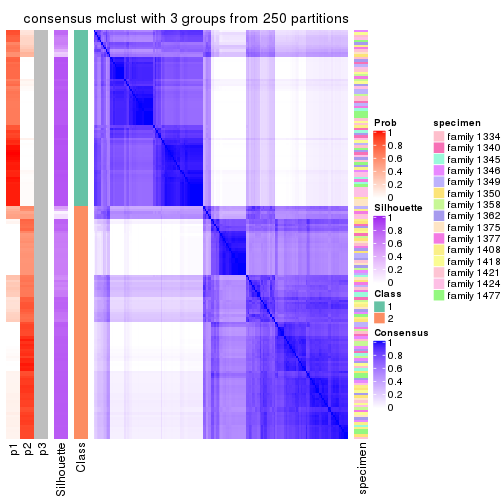 consensus mclust with 3 groups from 250 partitions
Prob
1
0.8
0.6
0.4
0.2
0
Silhouette
1
0.8
0.6
0.4
0.2
0
Class
1
2
Consensus
1
0.8
0.6
0.4
0.2
0
specimen
family 1334
family 1340
family 1345
family 1346
family 1349
family 1350
family 1358
family 1362
family 1375
family 1377
family 1408
family 1418
family 1421
family 1424
family 1477
p1
p2
p3
Silhouette
Class
specimen